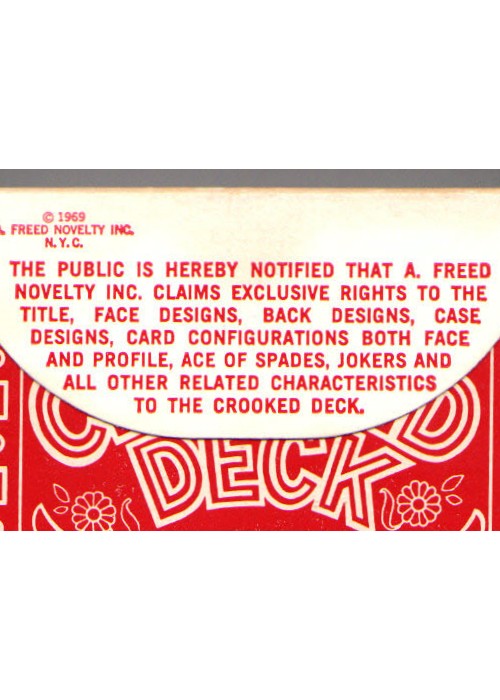 © 1969
A. FREED NOVELTY INC.
N.Y.C.
THE PUBLIC IS HEREBY NOTIFIED THAT A. FREED
NOVELTY INC. CLAIMS EXCLUSIVE RIGHTS TO THE
TITLE, FACE DESIGNS, BACK DESIGNS, CASE
DESIGNS, CARD CONFIGURATIONS BOTH FACE
AND PROFILE, ACE OF SPADES, JOKERS AND
ALL OTHER RELATED CHARACTERISTICS
TO THE CROOKED DECK.
DECK